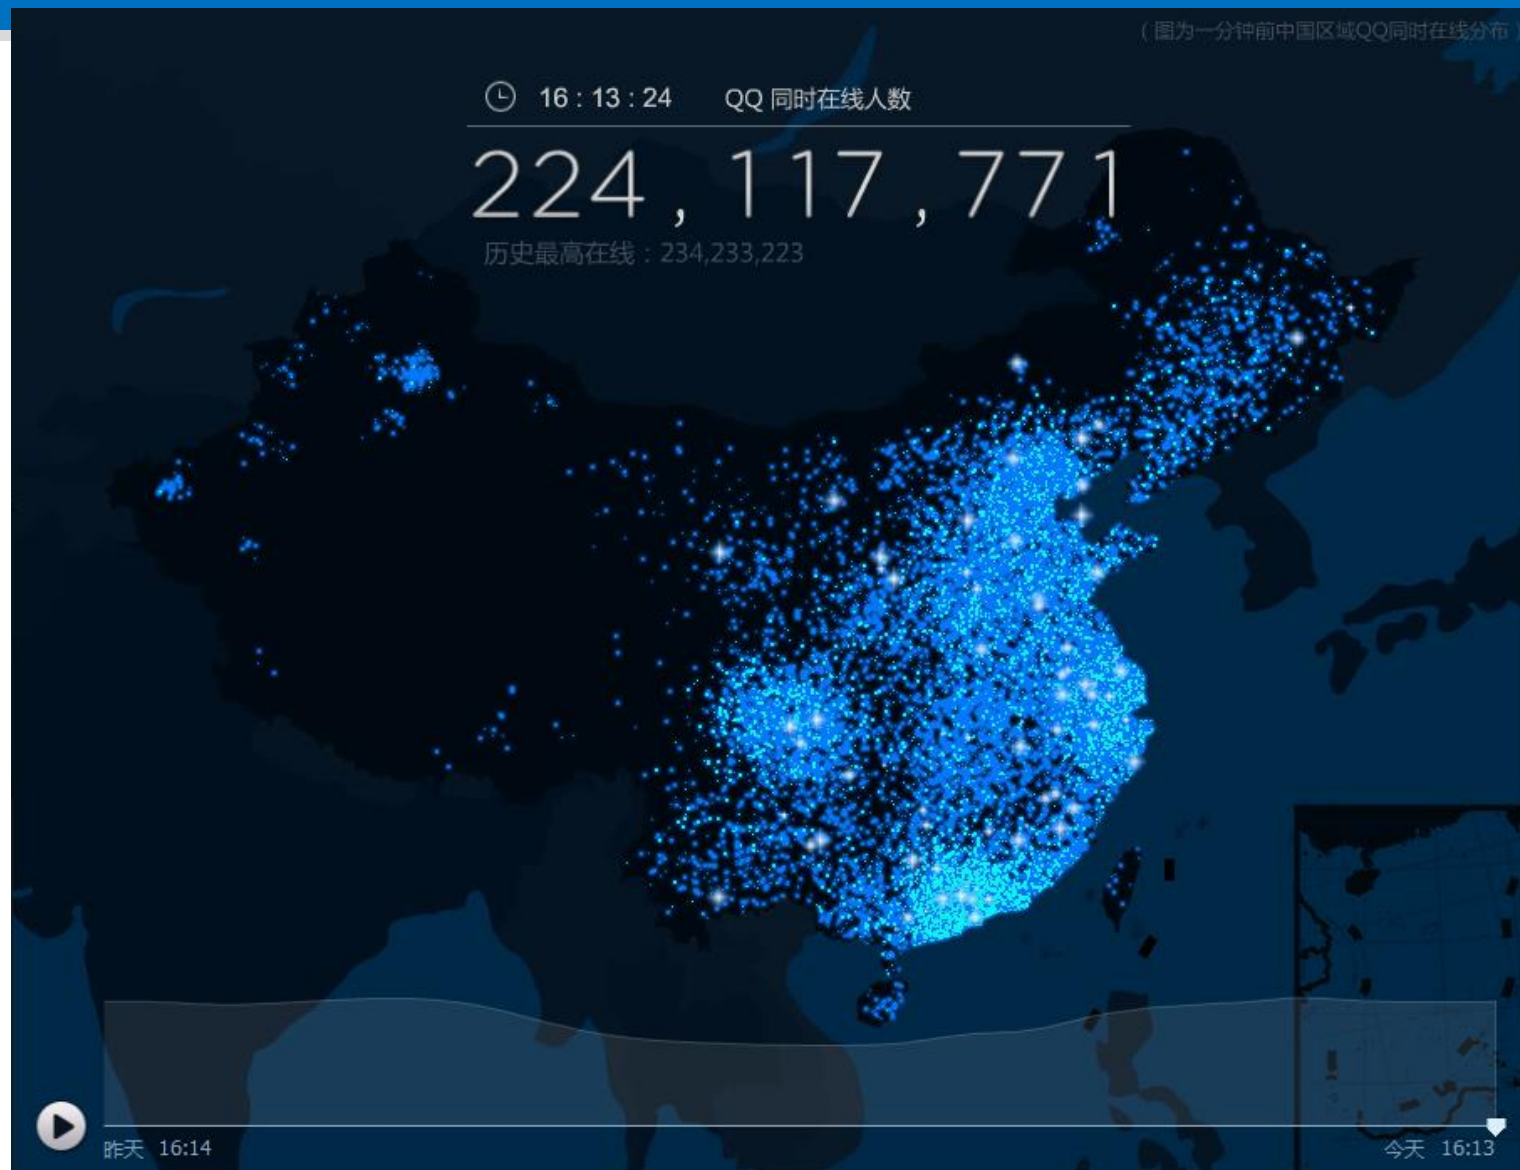 （图为一分钟前中国区域QQ同时在线分布）
16 : 13 : 24 QQ 同时在线人数
224,117,771
历史最高在线：234,233,223
昨天 16:14
今天 16:13